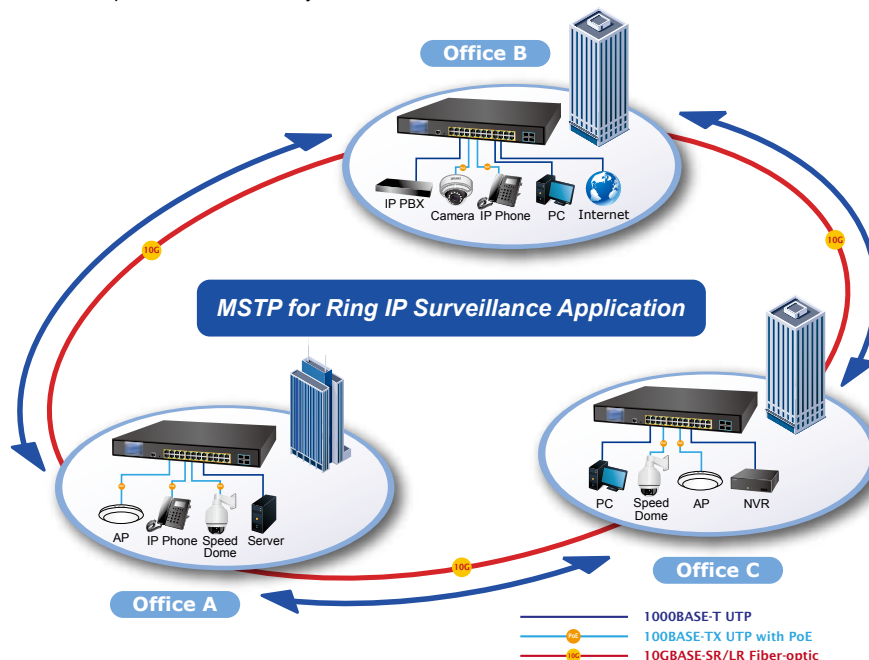 Office B
IP PBX
Camera
IP Phone
PC
Internet
10G
10G
MSTP for Ring IP Surveillance Application
AP
IP Phone
Speed
Dome
Server
PC
Speed
Dome
AP
NVR
10G
Office A
Office C
1000BASE-T UTP
PoE
100BASE-TX UTP with PoE
10G
10GBASE-SR/LR Fiber-optic